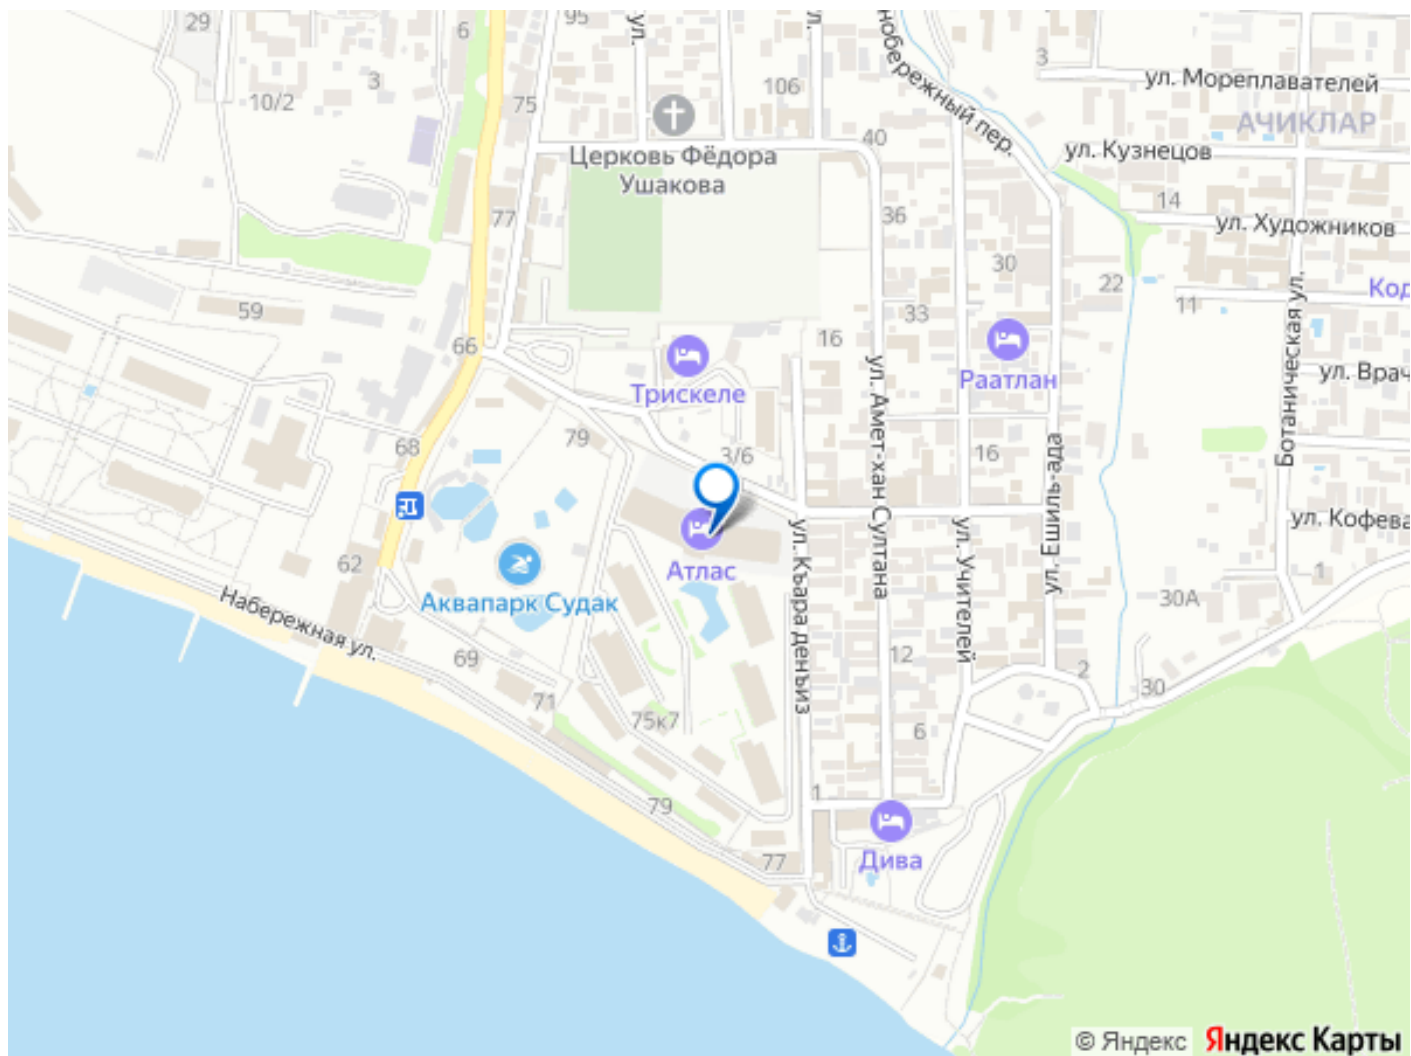 29
6
ул.
95
ул.
нобережный пер.
3
ул. Мореплавателей
3
10/2
75
106
АЧИКЛАР
40
ул. Кузнецов
Церковь Фёдора
Ушакова
14
77
36
ул. Художников
30
22
11
Код
59
33
16
66
ул. Врач
Трискеле
Раатлан
ул. Амет-хан Султана
Ботаническая ул.
79
68
3/6
16
ул. Ешиль-ада
ул. Кофева
ул. Къара денъиз
ул. Учителей
62
Атлас
1
Аквапарк Судак
30А
Набережная ул.
69
12
2
30
71
75к7
6
79
1
77
Дива
© Яндекс
Яндекс Карты